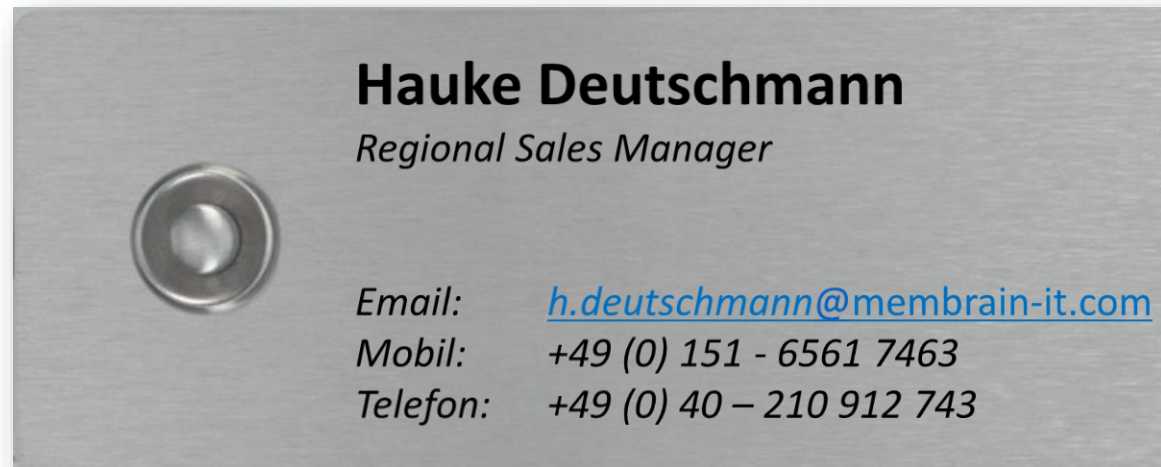 Hauke Deutschmann
Regional Sales Manager
Email: h.deutschmann@membrain-it.com
Mobil: +49 (0) 151 - 6561 7463
Telefon: +49 (0) 40 – 210 912 743